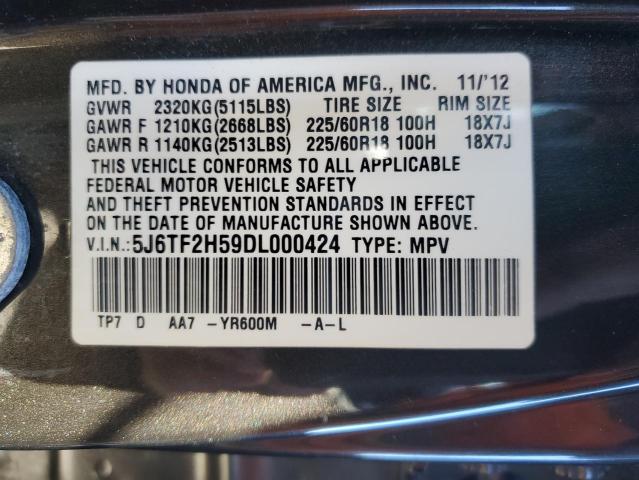 MFD. BY HONDA OF AMERICA MFG., INC. 11/'12
GVWR 2320KG(5115LBS) TIRE SIZE RIM SIZE
GAWR F 1210KG(2668LBS) 225/60R18 100H 18X7J
GAWR R 1140KG(2513LBS) 225/60R18 100H 18X7J
THIS VEHICLE CONFORMS TO ALL APPLICABLE
FEDERAL MOTOR VEHICLE SAFETY
AND THEFT PREVENTION STANDARDS IN EFFECT
ON THE DATE OF MANUFACTURE SHOWN ABOVE.
V.I.N.: 5J6TF2H59DL000424 TYPE: MPV
TP7 D AA7 -YR600M -A-L